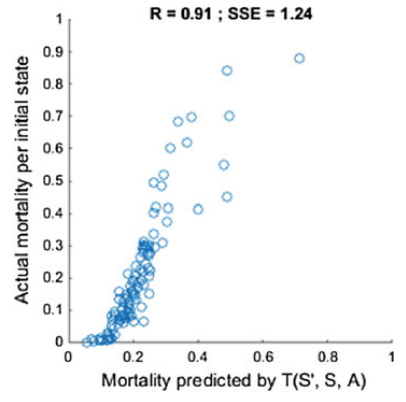 R = 0.91 ; SSE = 1.24
Actual mortality per initial state
1
0.9
0.8
0.7
0.6
0.5
0.4
0.3
0.2
0.1
0
0 0.2 0.4 0.6 0.8 1
Mortality predicted by T(S', S, A)